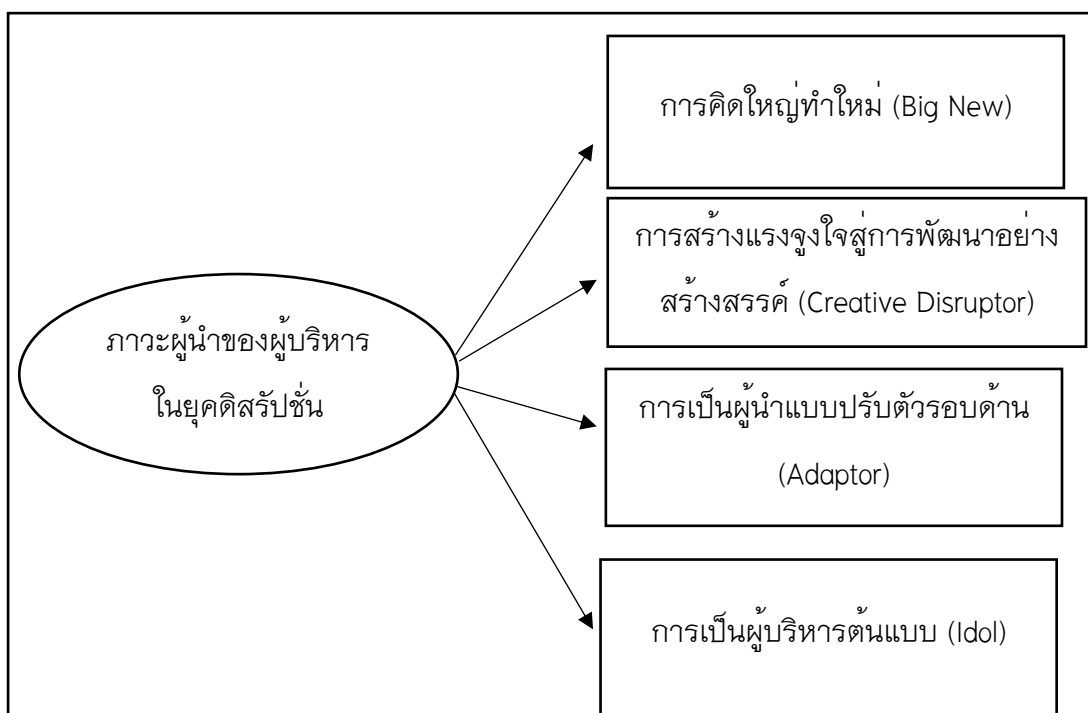 การคิดใหญ่ทำใหม่ (Big New)
การสร้างแรงจูงใจสู่การพัฒนาอย่าง
สร้างสรรค์ (Creative Disruptor)
ภาวะผู้นำของผู้บริหาร
ในยุคดิสรัปชั่น
การเป็นผู้นำแบบปรับตัวรอบด้าน
(Adaptor)
การเป็นผู้บริหารต้นแบบ (Idol)